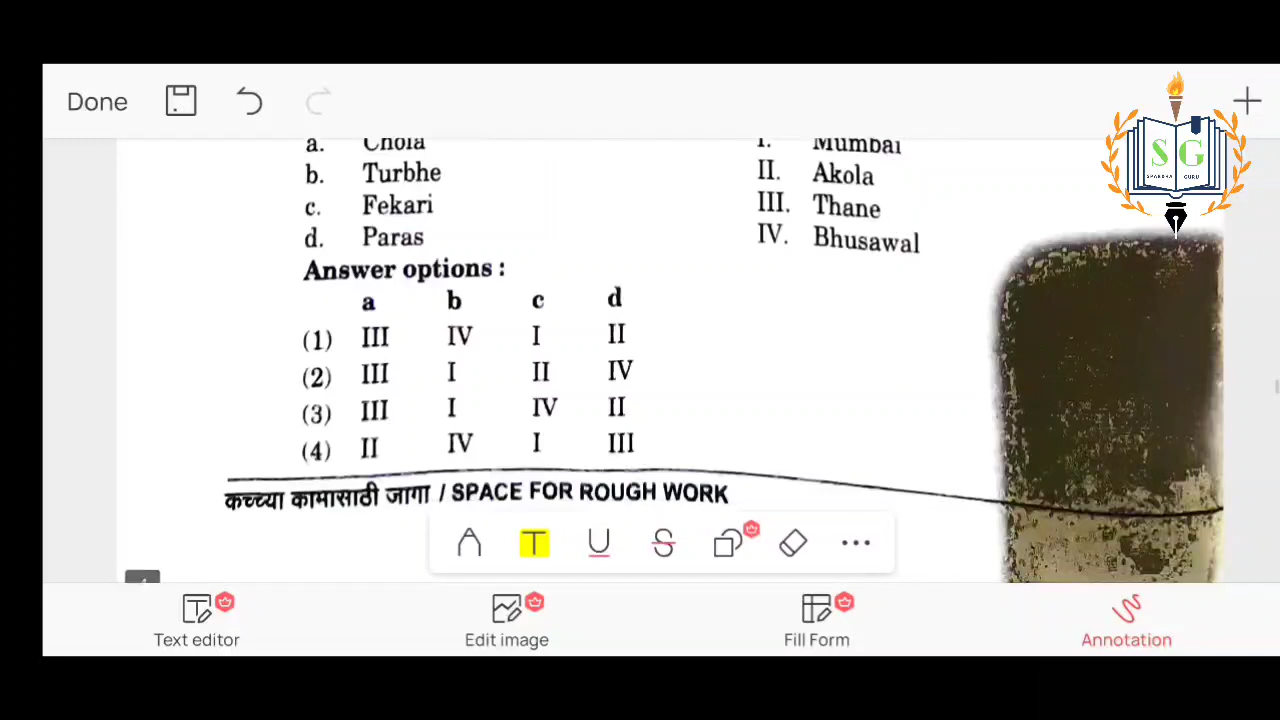 Done
a. Chola I. Mumbai
b. Turbhe II. Akola
c. Fekari III. Thane
d. Paras IV. Bhusawal
Answer options :
a b c d
(1) III IV I II
(2) III I II IV
(3) III I IV II
(4) II IV I III
कच्च्या कामासाठी जागा / SPACE FOR ROUGH WORK
S G
SPARDHA GURU
Text editor
Edit image
Fill Form
Annotation